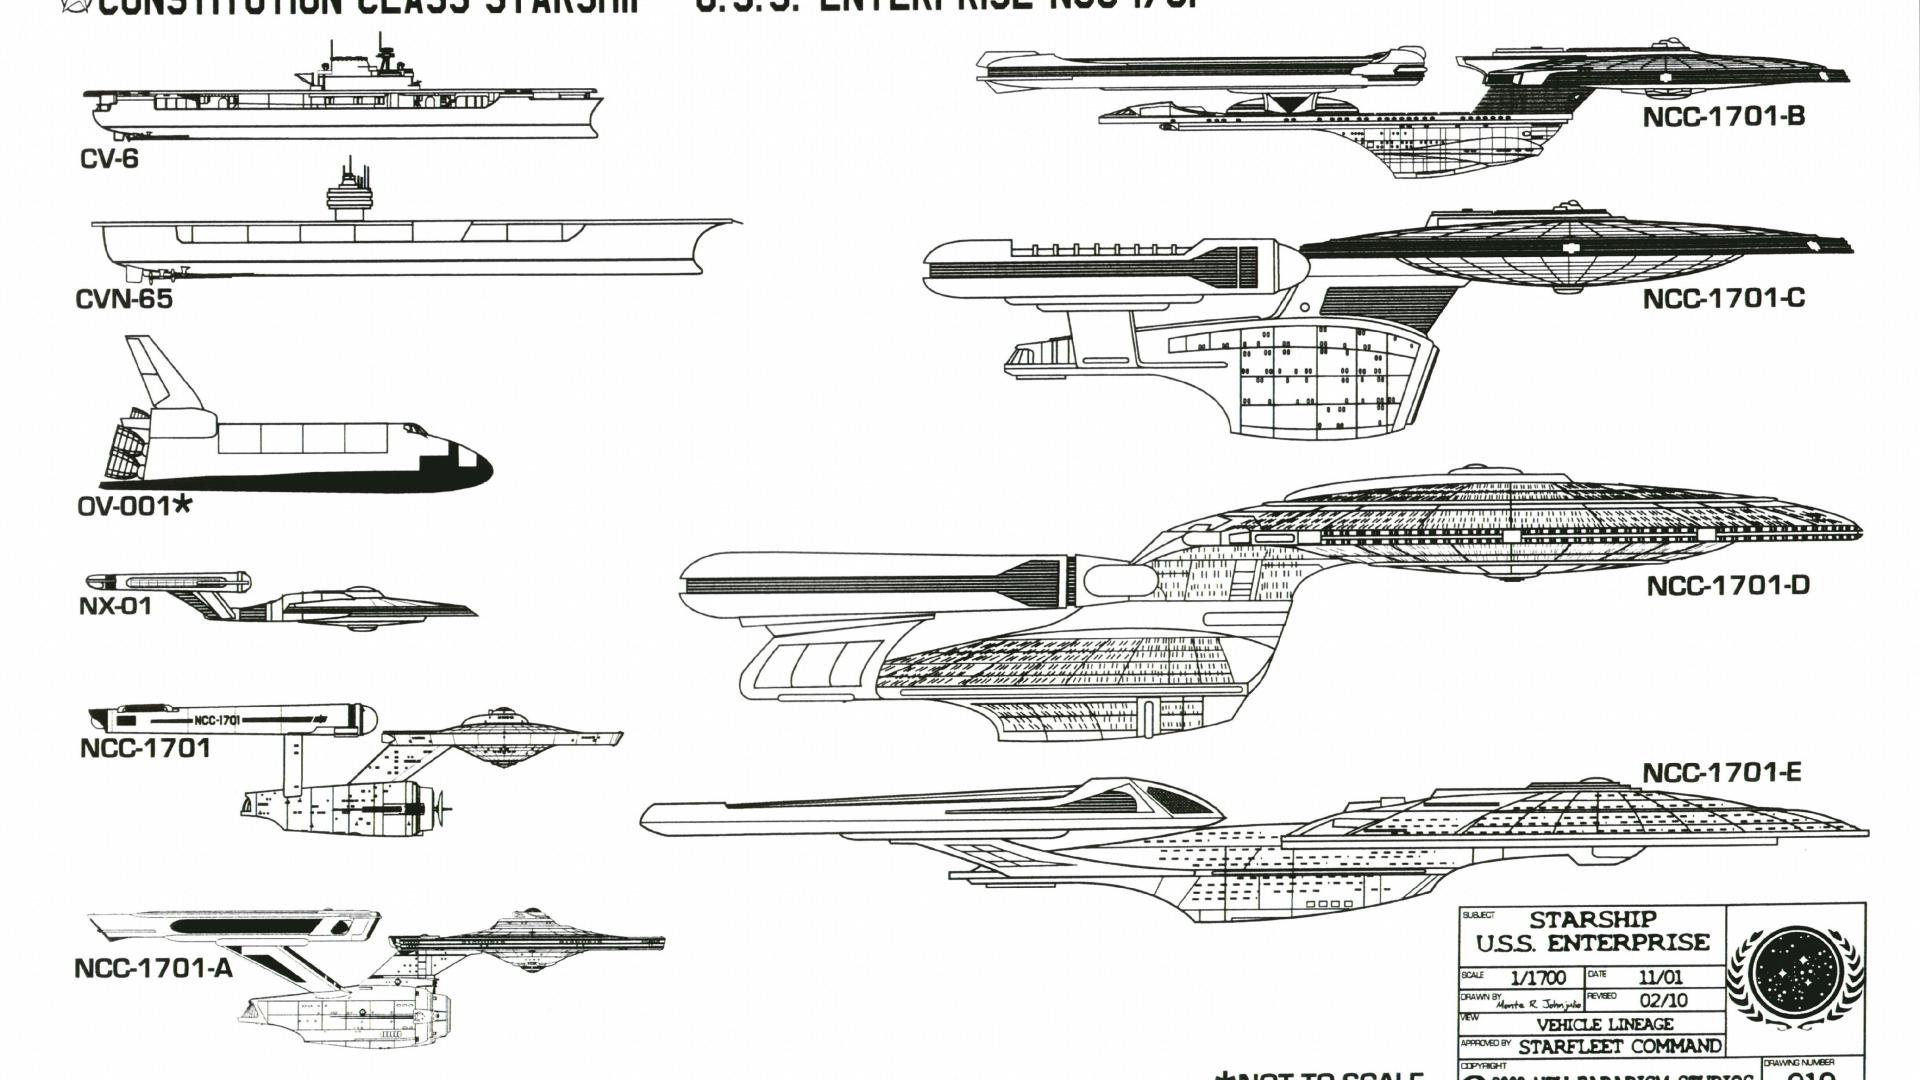 CONSTITUTION CLASS STARSHIP U.S.S. ENTERPRISE NCC-1701
CV-6
CVN-65
OV-001*
NX-01
NCC-1701
NCC-1701
NCC-1701-A
NCC-1701-B
NCC-1701-C
NCC-1701-D
NCC-1701-E
SUBJECT
STARSHIP
U.S.S. ENTERPRISE
SCALE 1/1700 DATE 11/01
DRAWN BY Monte R. Johnjulio REVISED 02/10
VIEW VEHICLE LINEAGE
APPROVED BY STARFLEET COMMAND
COPYRIGHT DRAWING NUMBER
PARADIGM STUDIOS
*NOT TO SCALE